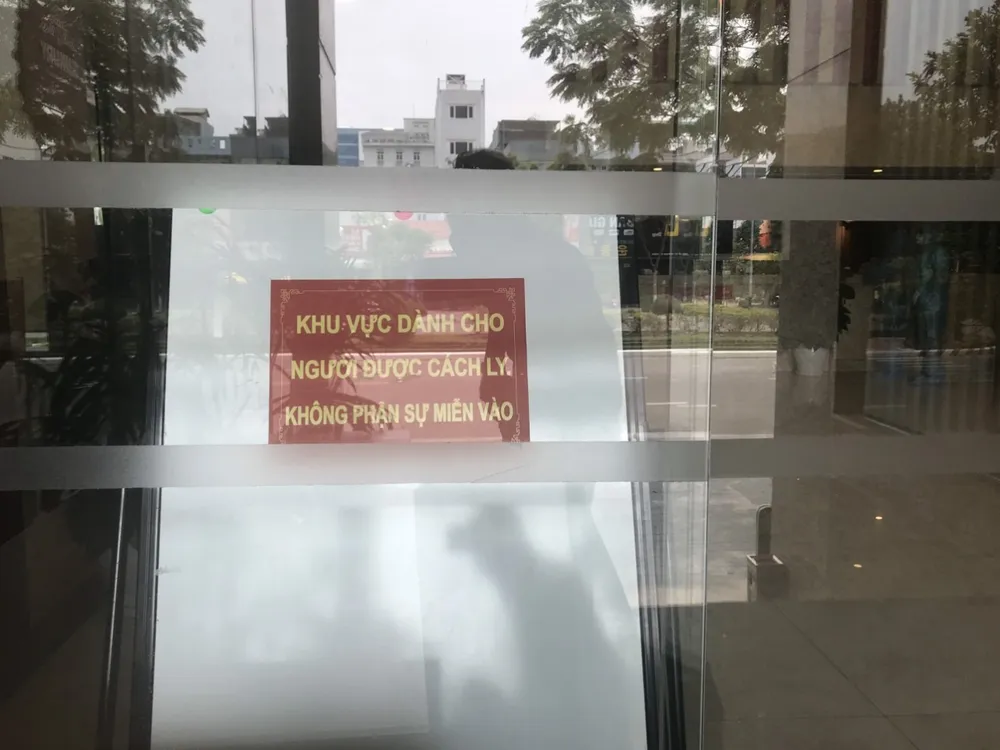 KHU VỰC DÀNH CHO
NGƯỜI ĐƯỢC CÁCH LY
KHÔNG PHẬN SỰ MIỄN VÀO